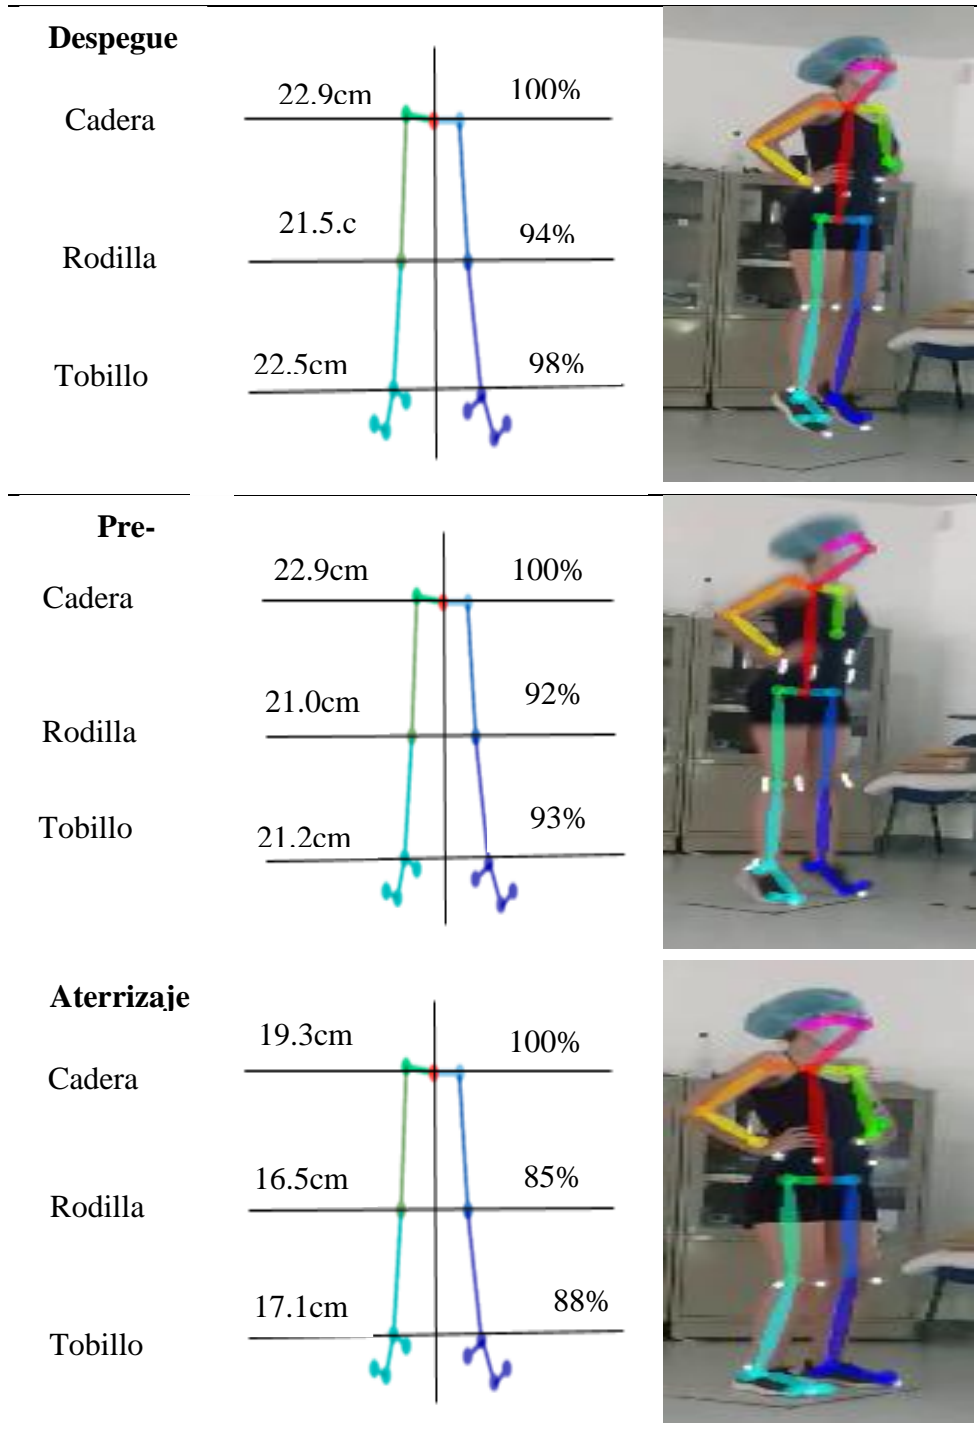 Despegue
22.9cm 100%
Cadera
21.5.c 94%
Rodilla
22.5cm 98%
Tobillo
Pre-
22.9cm 100%
Cadera
21.0cm 92%
Rodilla
21.2cm 93%
Tobillo
Aterrizaje
19.3cm 100%
Cadera
16.5cm 85%
Rodilla
17.1cm 88%
Tobillo